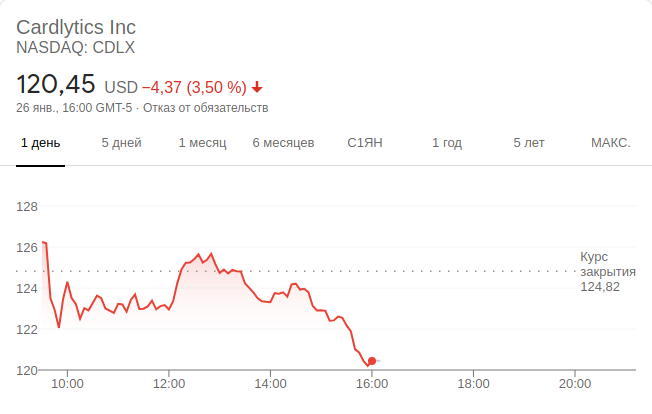 Cardlytics Inc
NASDAQ: CDLX
120,45 USD −4,37 (3,50 %)
26 янв., 16:00 GMT-5 · Отказ от обязательств
1 день 5 дней 1 месяц 6 месяцев С1ЯН 1 год 5 лет МАКС.
128
126
Курс
закрытия
124,82
124
122
120
10:00 12:00 14:00 16:00 18:00 20:00